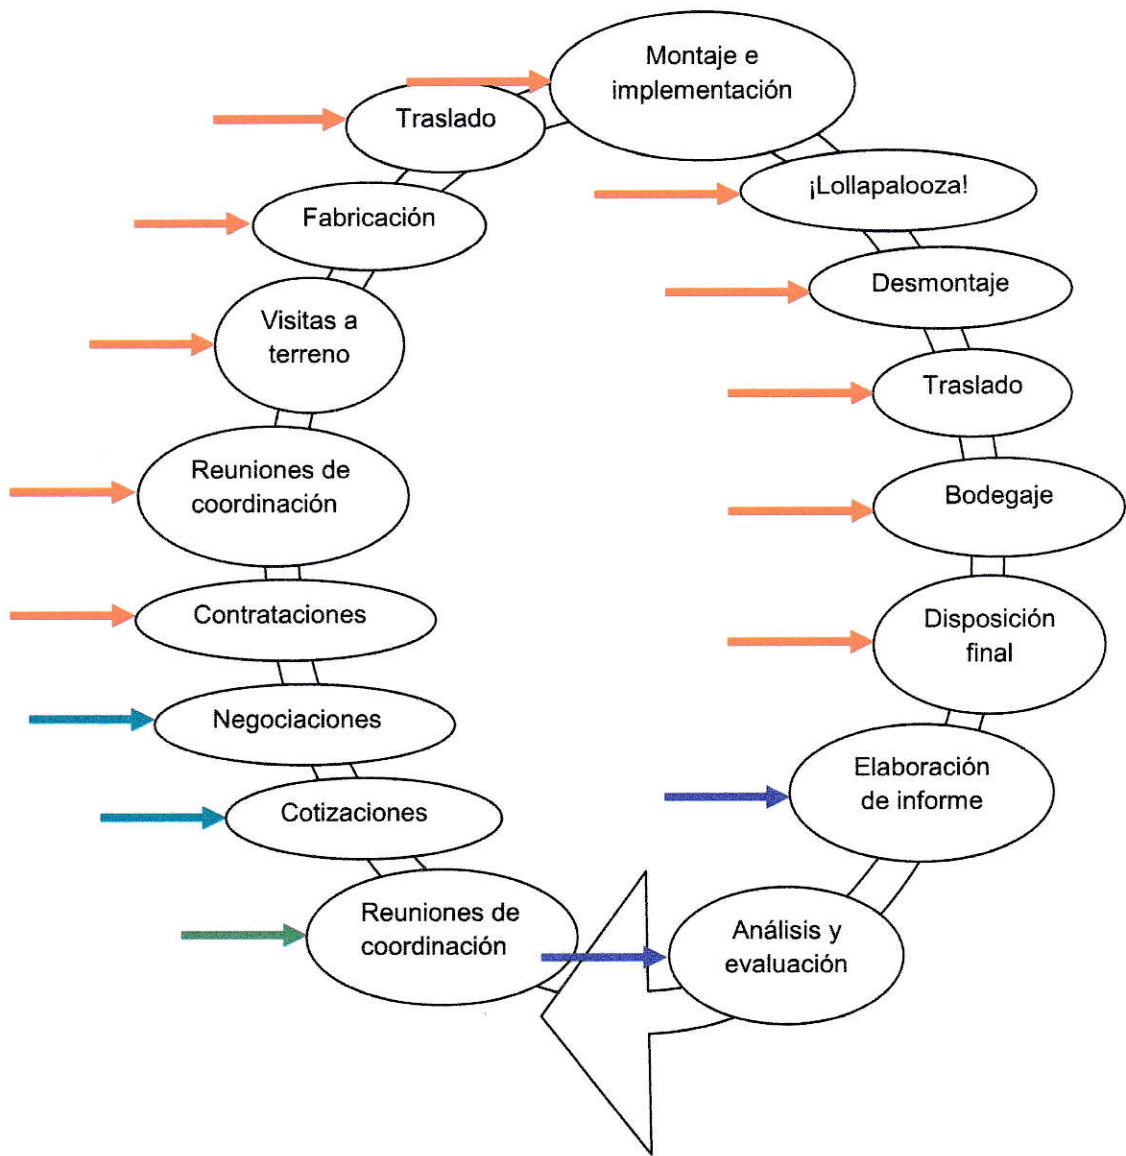 Montaje e
implementación
Traslado
¡Lollapalooza!
Fabricación
Desmontaje
Visitas a
terreno
Traslado
Reuniones de
coordinación
Bodegaje
Contrataciones
Disposición
final
Negociaciones
Elaboración
de informe
Cotizaciones
Reuniones de
coordinación
Análisis y
evaluación